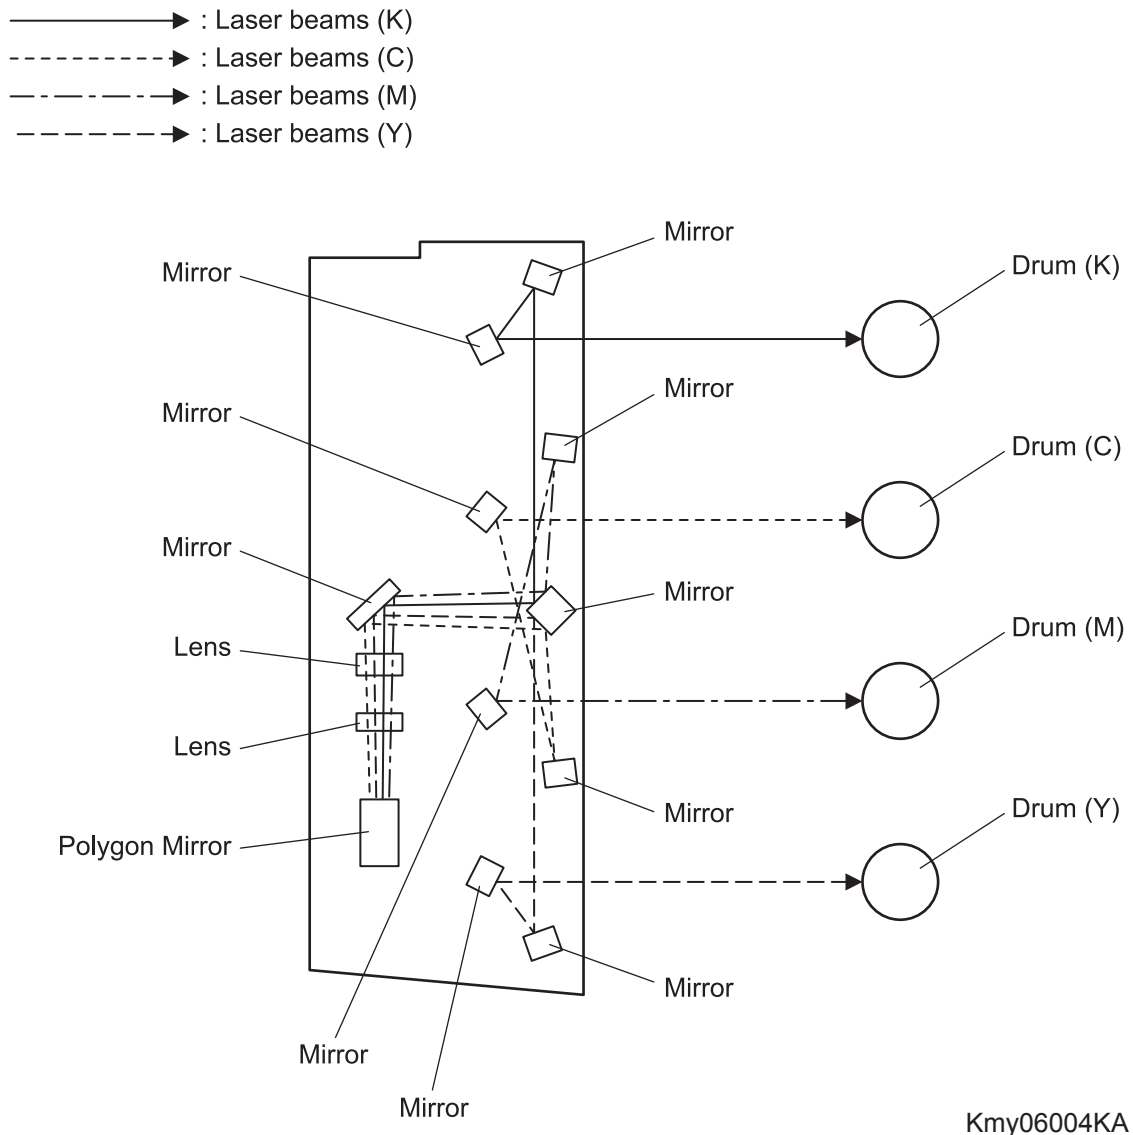 : Laser beams (K)
: Laser beams (C)
: Laser beams (M)
: Laser beams (Y)
Mirror
Mirror
Drum (K)
Mirror
Mirror
Drum (C)
Mirror
Mirror
Drum (M)
Lens
Lens
Mirror
Drum (Y)
Polygon Mirror
Mirror
Mirror
Mirror
Kmy06004KA